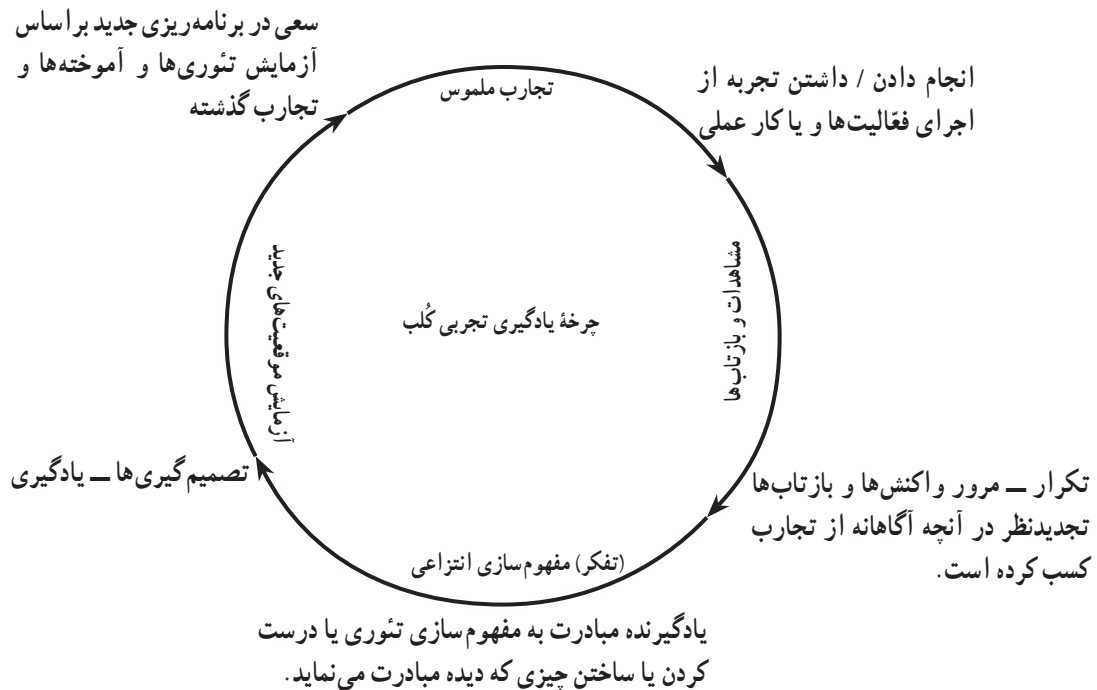 سعی در برنامه‌ریزی جدید براساس
آزمایش تئوری‌ها و آموخته‌ها و
تجارب گذشته
تجارب ملموس
انجام دادن / داشتن تجربه از
اجرای فعّالیت‌ها و یا کار عملی
مشاهدات و بازتاب‌ها
چرخهٔ یادگیری تجربی کُلب
آزمایش موقعیت‌های جدید
تکرار ــ مرور واکنش‌ها و بازتاب‌ها
تجدیدنظر در آنچه آگاهانه از تجارب
کسب کرده است.
تصمیم‌گیری‌ها ــ یادگیری
(تفکر) مفهوم‌سازی انتزاعی
یادگیرنده مبادرت به مفهوم‌سازی تئوری یا درست
کردن یا ساختن چیزی که دیده مبادرت می‌نماید.